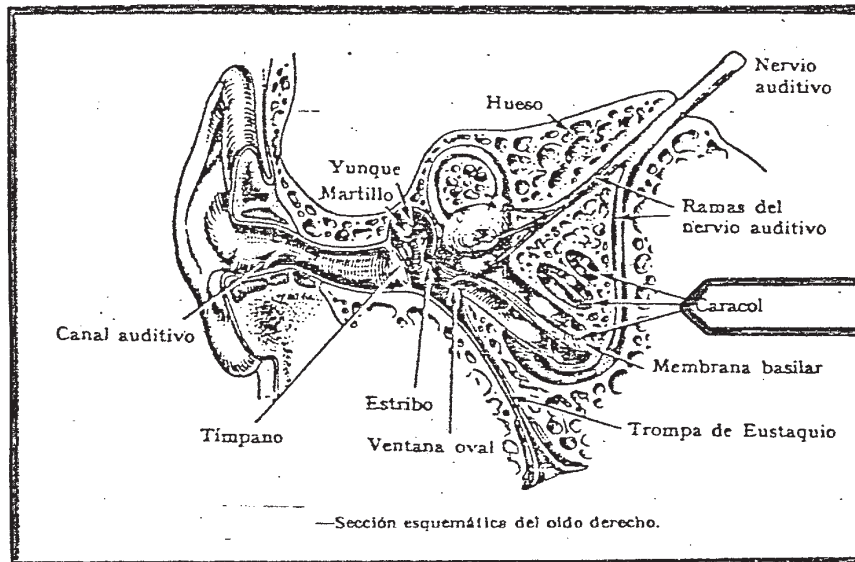 Nervio
auditivo
Hueso
Yunque
Martillo
Ramas del
nervio auditivo
Caracol
Canal auditivo
Membrana basilar
Estribo
Tímpano
Trompa de Eustaquio
Ventana oval
—Sección esquemática del oído derecho.